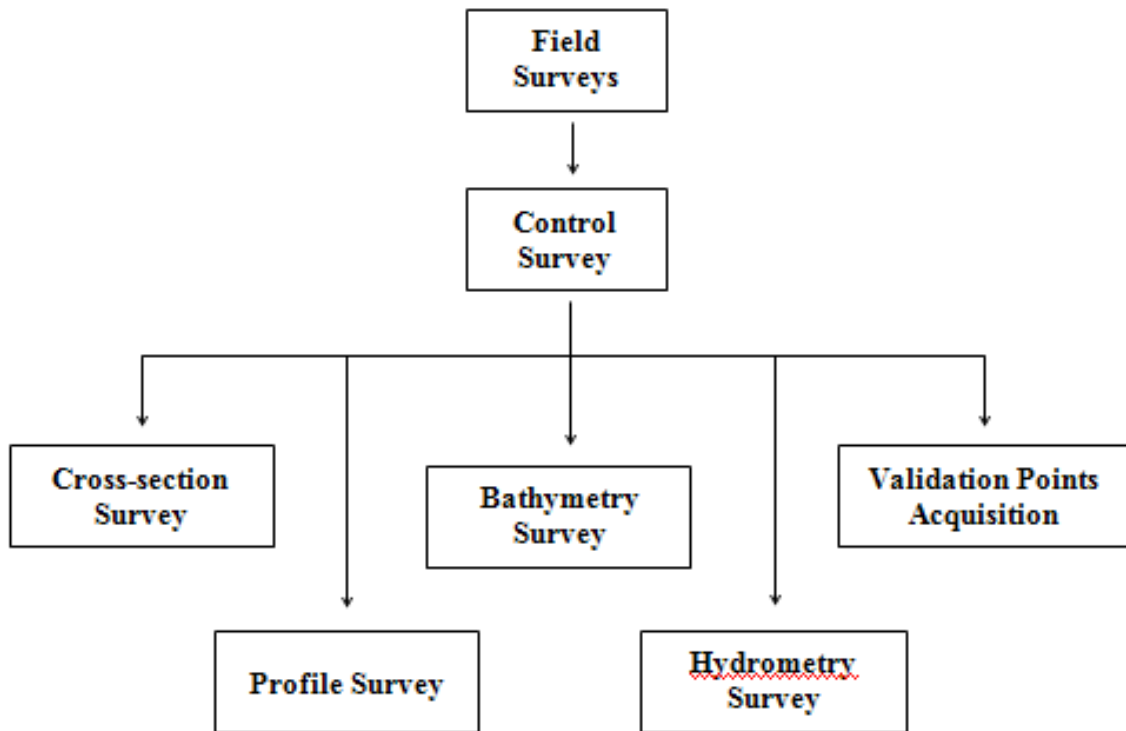 Field
Surveys
Control
Survey
Cross-section
Survey
Bathymetry
Survey
Validation Points
Acquisition
Profile Survey
Hydrometry
Survey